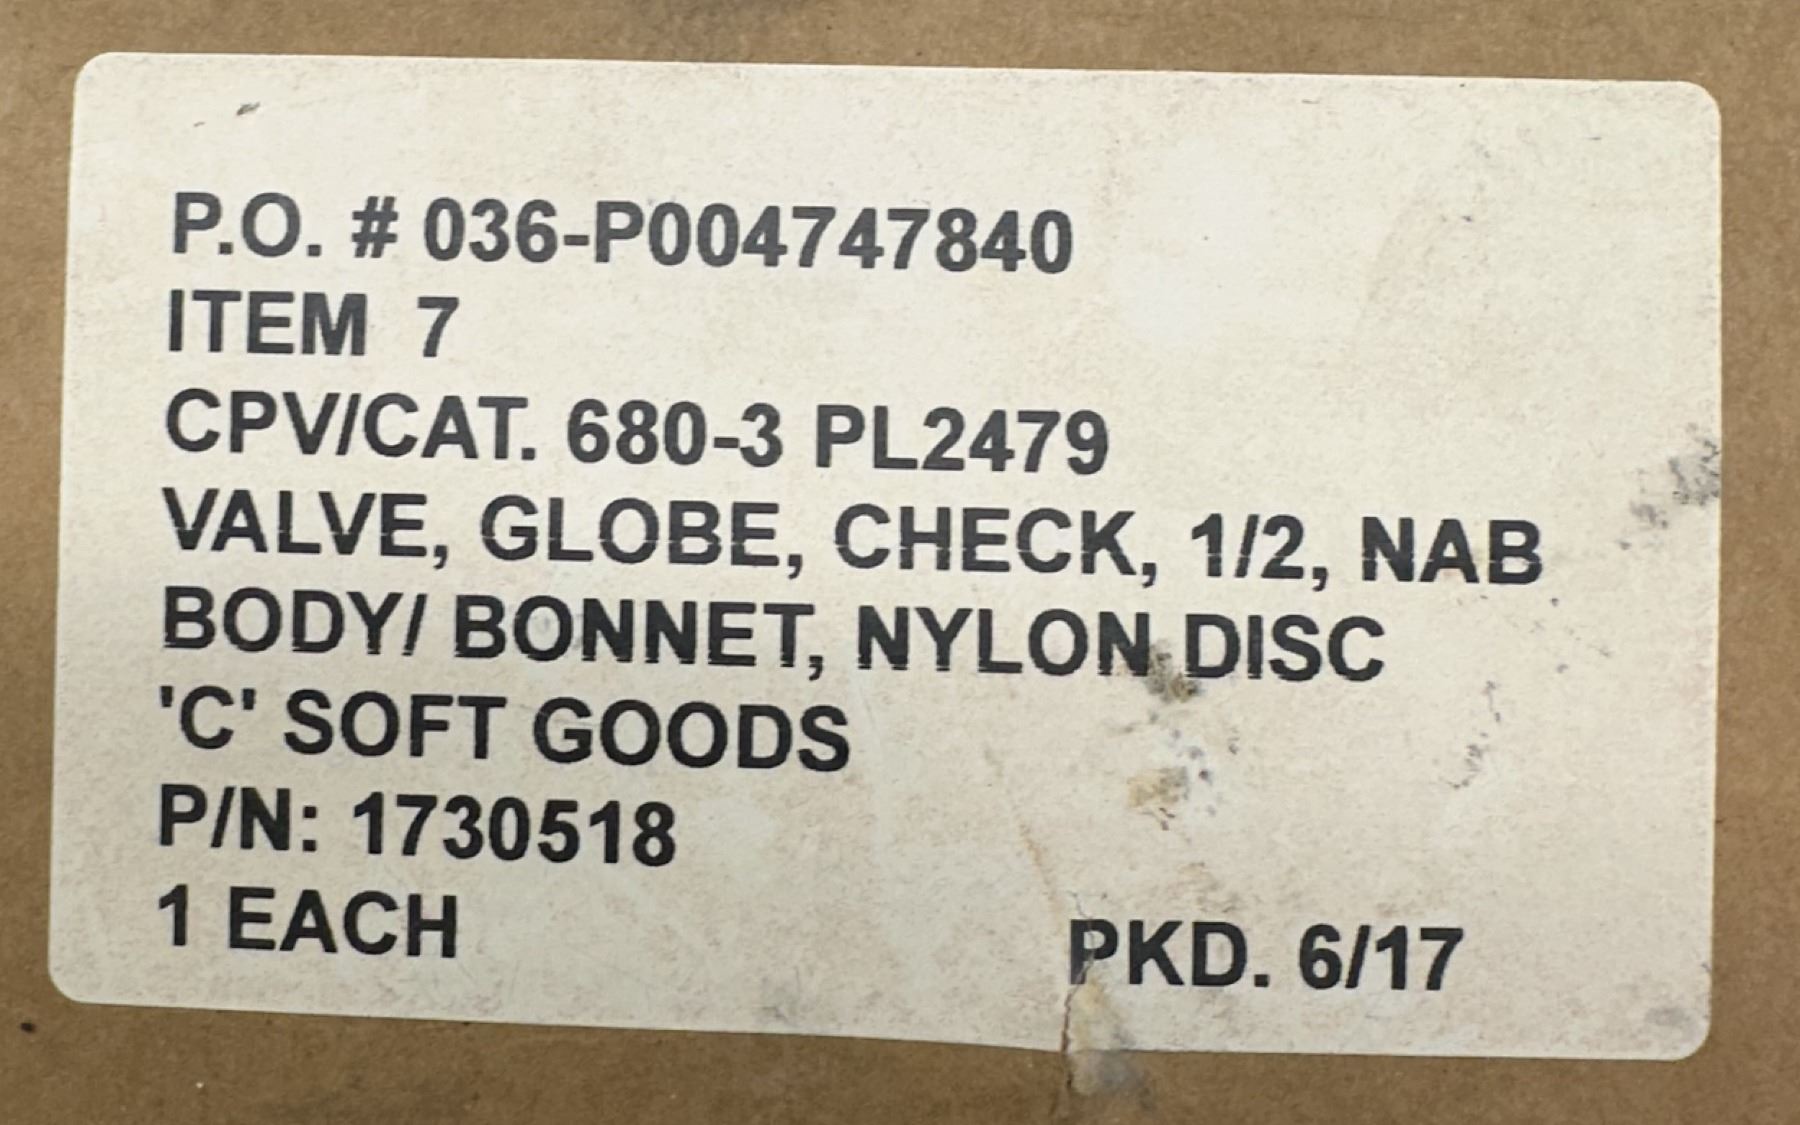 P.O. # 036-P004747840
ITEM 7
CPV/CAT. 680-3 PL2479
VALVE, GLOBE, CHECK, 1/2, NAB
BODY/ BONNET, NYLON DISC
'C' SOFT GOODS
P/N: 1730518
1 EACH PKD. 6/17